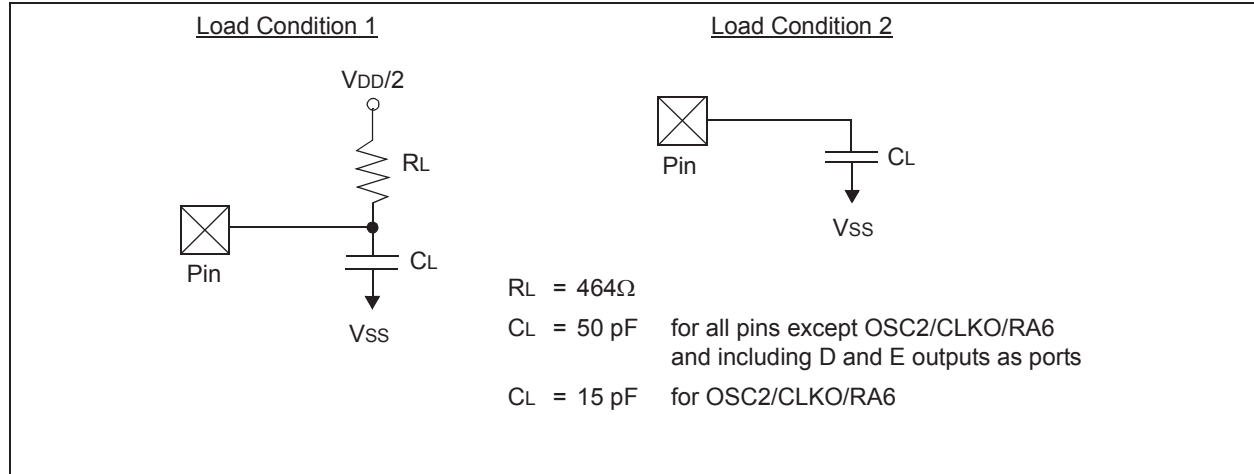 Load Condition 1
Load Condition 2
VDD/2
RL
CL
Pin
VSS
Pin
CL
VSS
RL = 464Ω
CL = 50 pF for all pins except OSC2/CLKO/RA6
and including D and E outputs as ports
CL = 15 pF for OSC2/CLKO/RA6